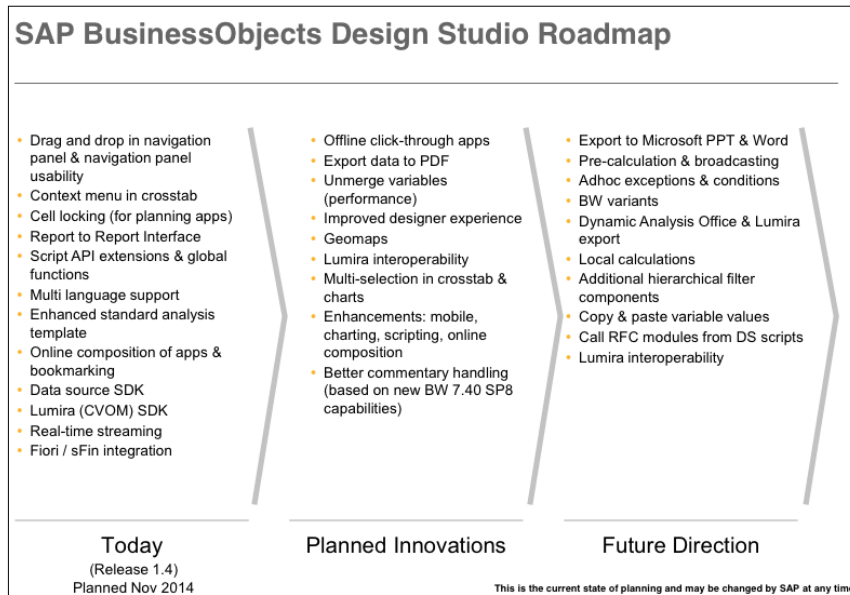 SAP BusinessObjects Design Studio Roadmap
• Drag and drop in navigation
panel & navigation panel
usability
• Context menu in crosstab
• Cell locking (for planning apps)
• Report to Report Interface
• Script API extensions & global
functions
• Multi language support
• Enhanced standard analysis
template
• Online composition of apps &
bookmarking
• Data source SDK
• Lumira (CVOM) SDK
• Real-time streaming
• Fiori / sFin integration
Today
(Release 1.4)
Planned Nov 2014
• Offline click-through apps
• Export data to PDF
• Unmerge variables
(performance)
• Improved designer experience
• Geomaps
• Lumira interoperability
• Multi-selection in crosstab &
charts
• Enhancements: mobile,
charting, scripting, online
composition
• Better commentary handling
(based on new BW 7.40 SP8
capabilities)
Planned Innovations
• Export to Microsoft PPT & Word
• Pre-calculation & broadcasting
• Adhoc exceptions & conditions
• BW variants
• Dynamic Analysis Office & Lumira
export
• Local calculations
• Additional hierarchical filter
components
• Copy & paste variable values
• Call RFC modules from DS scripts
• Lumira interoperability
Future Direction
This is the current state of planning and may be changed by SAP at any time